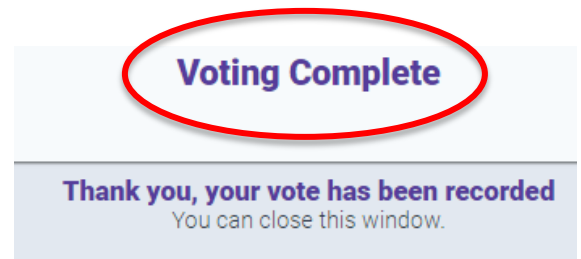 Voting Complete
Thank you, your vote has been recorded
You can close this window.